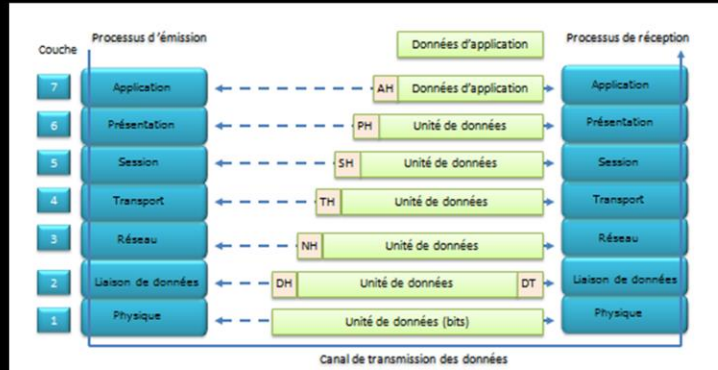 Couche
Processus d'émission
Processus de réception
Données d'application
7 Application AH Données d'application Application
6 Présentation PH Unité de données Présentation
5 Session SH Unité de données Session
4 Transport TH Unité de données Transport
3 Réseau NH Unité de données Réseau
2 Liaison de données DH Unité de données DT Liaison de données
1 Physique Unité de données (bits) Physique
Canal de transmission des données